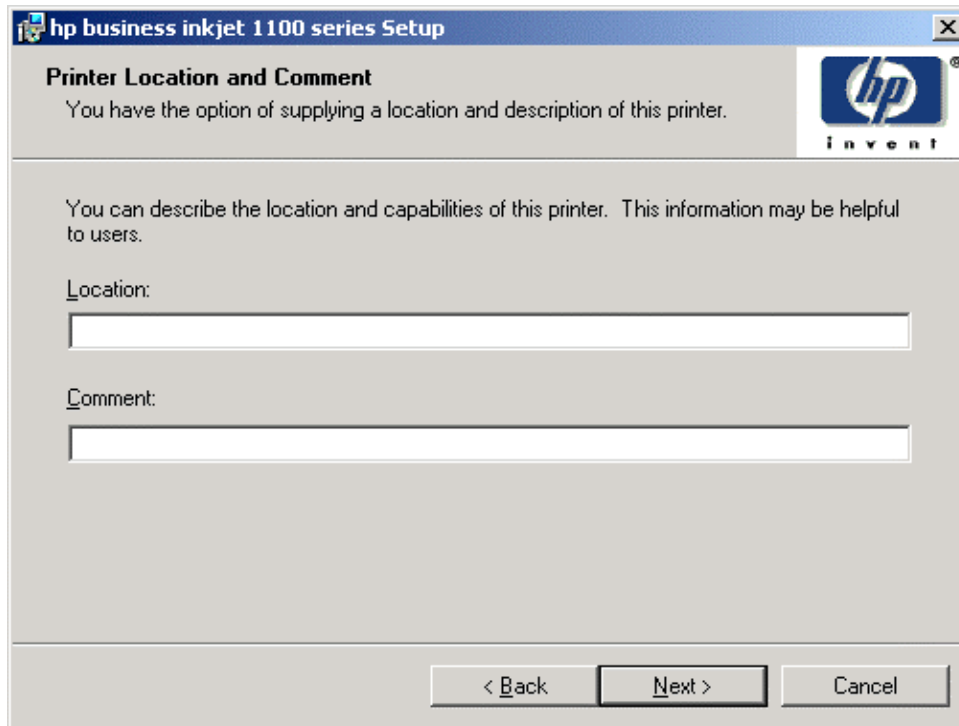 hp business inkjet 1100 series Setup
Printer Location and Comment
You have the option of supplying a location and description of this printer.
hp
®
invent
You can describe the location and capabilities of this printer. This information may be helpful
to users.
Location:
Comment:
< Back
Next >
Cancel